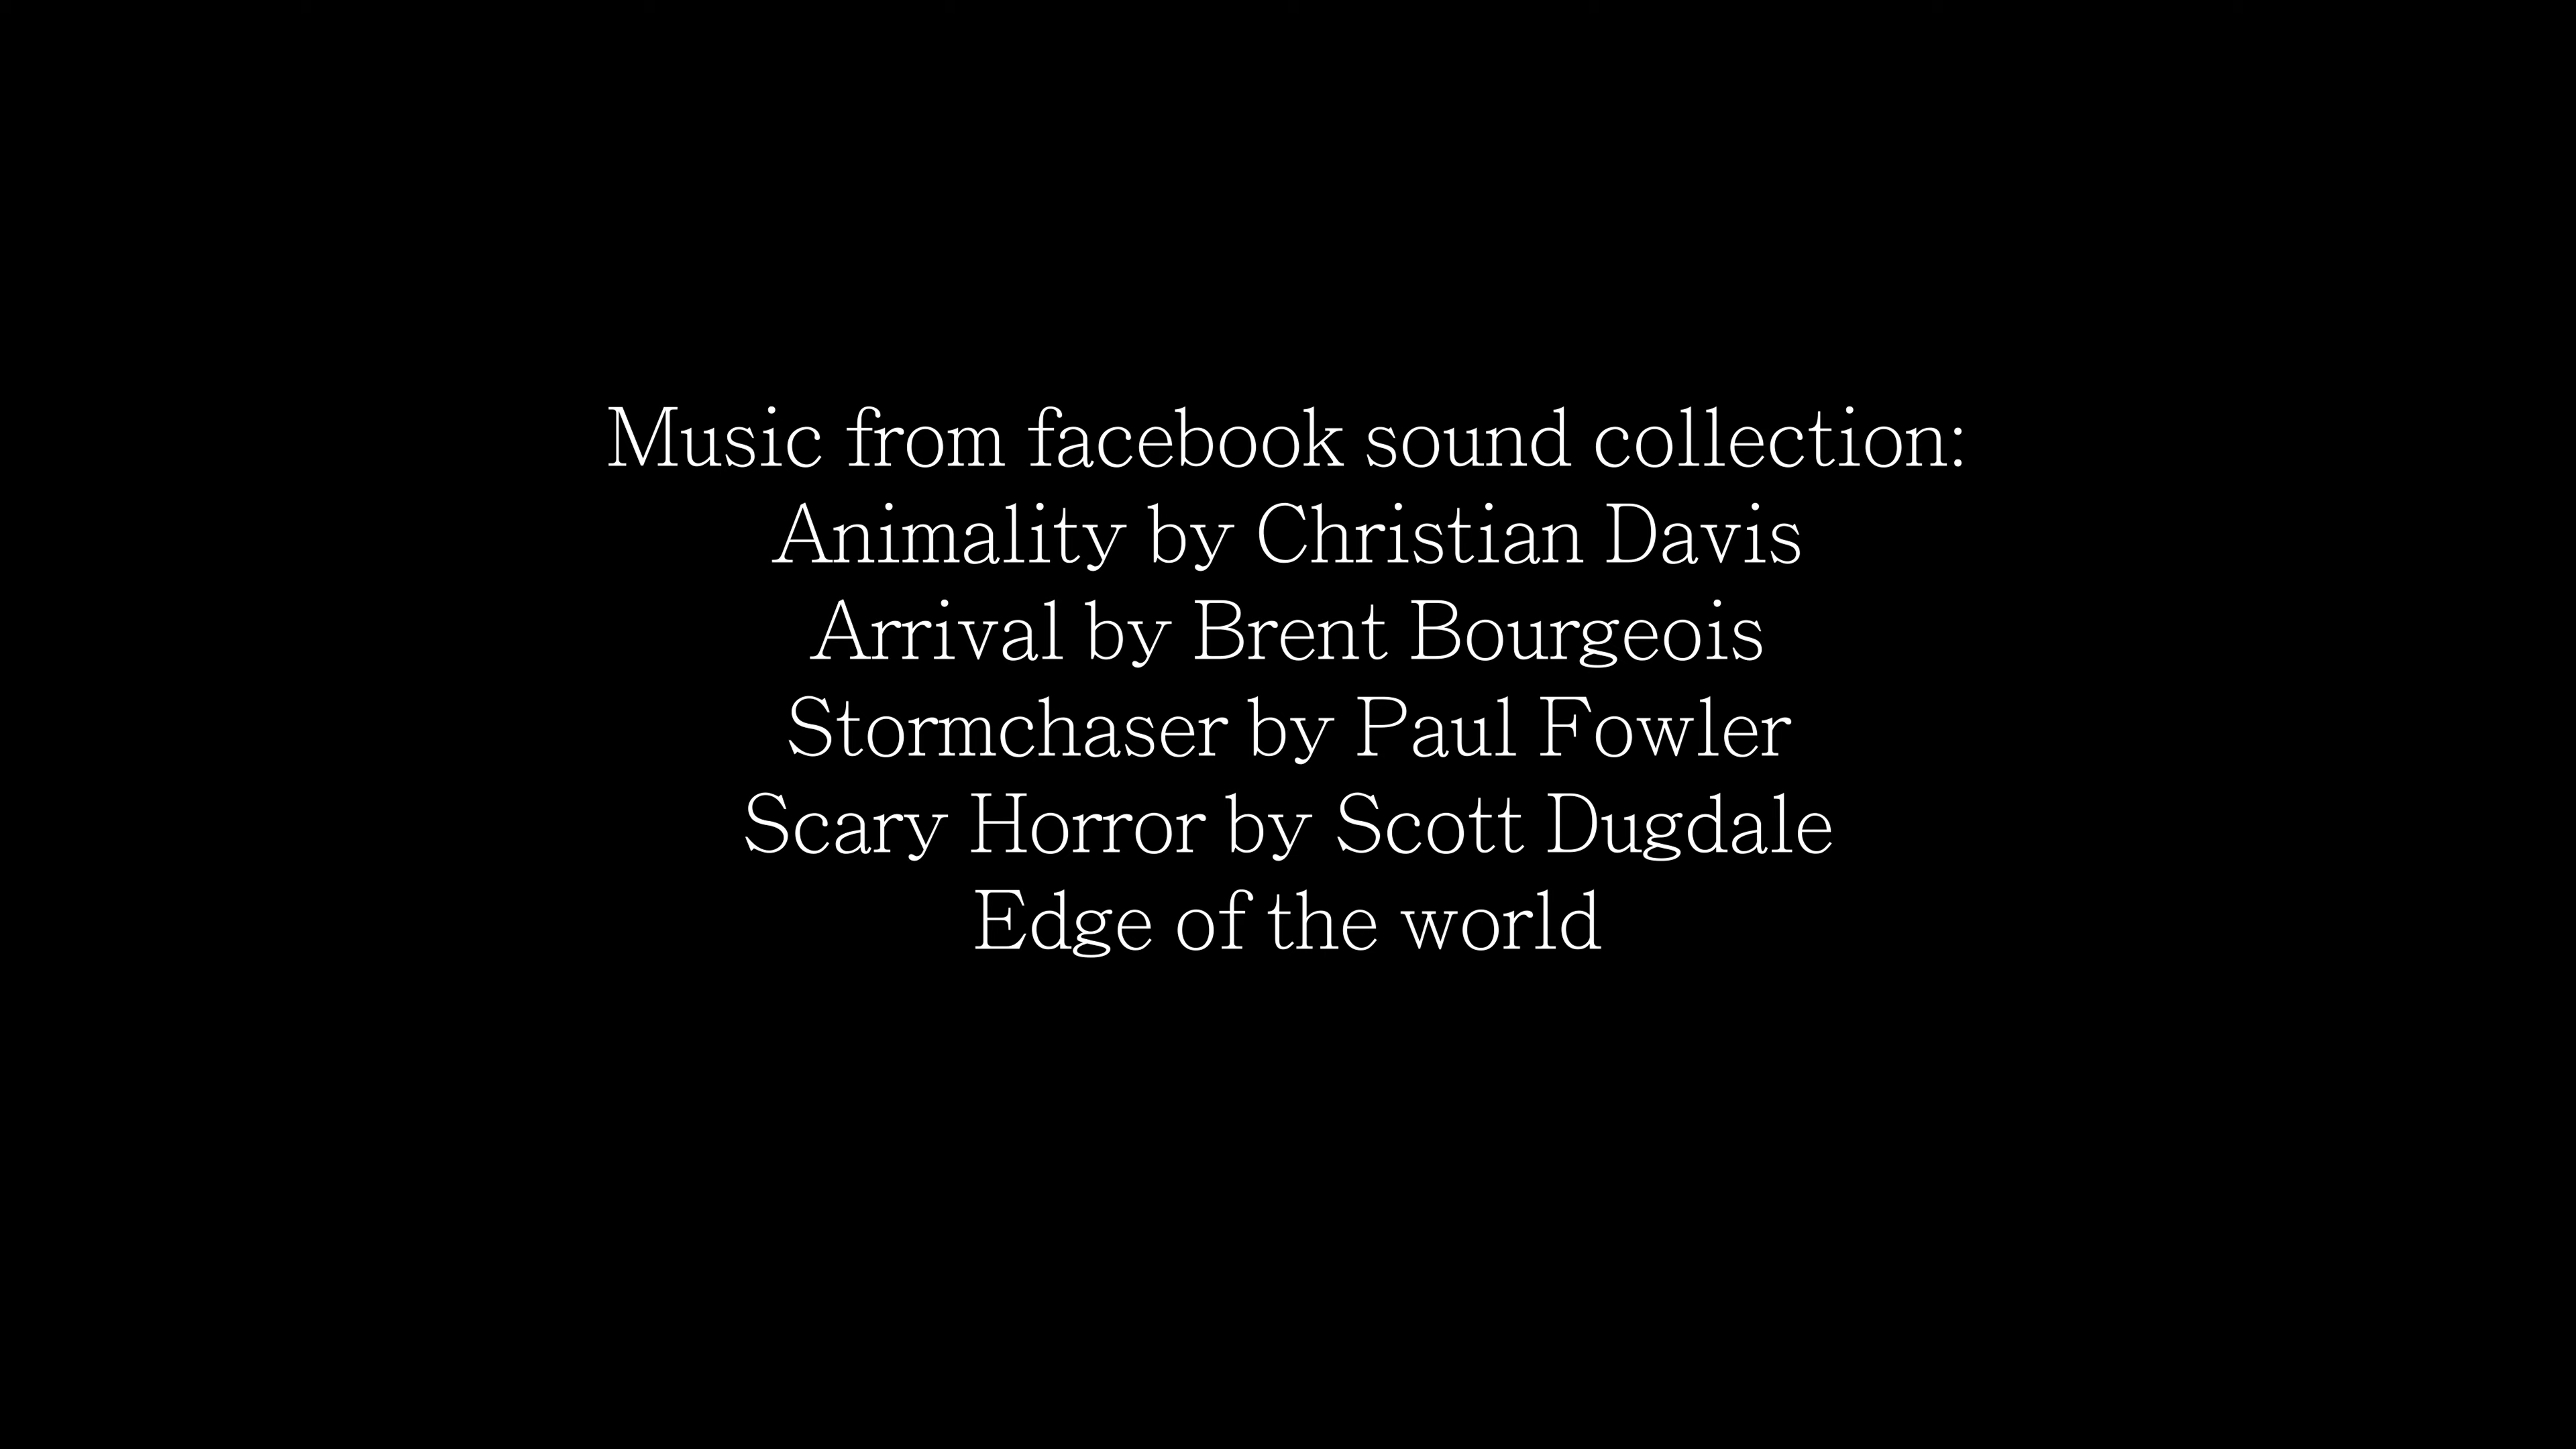 Music from facebook sound collection:
Animality by Christian Davis
Arrival by Brent Bourgeois
Stormchaser by Paul Fowler
Scary Horror by Scott Dugdale
Edge of the world